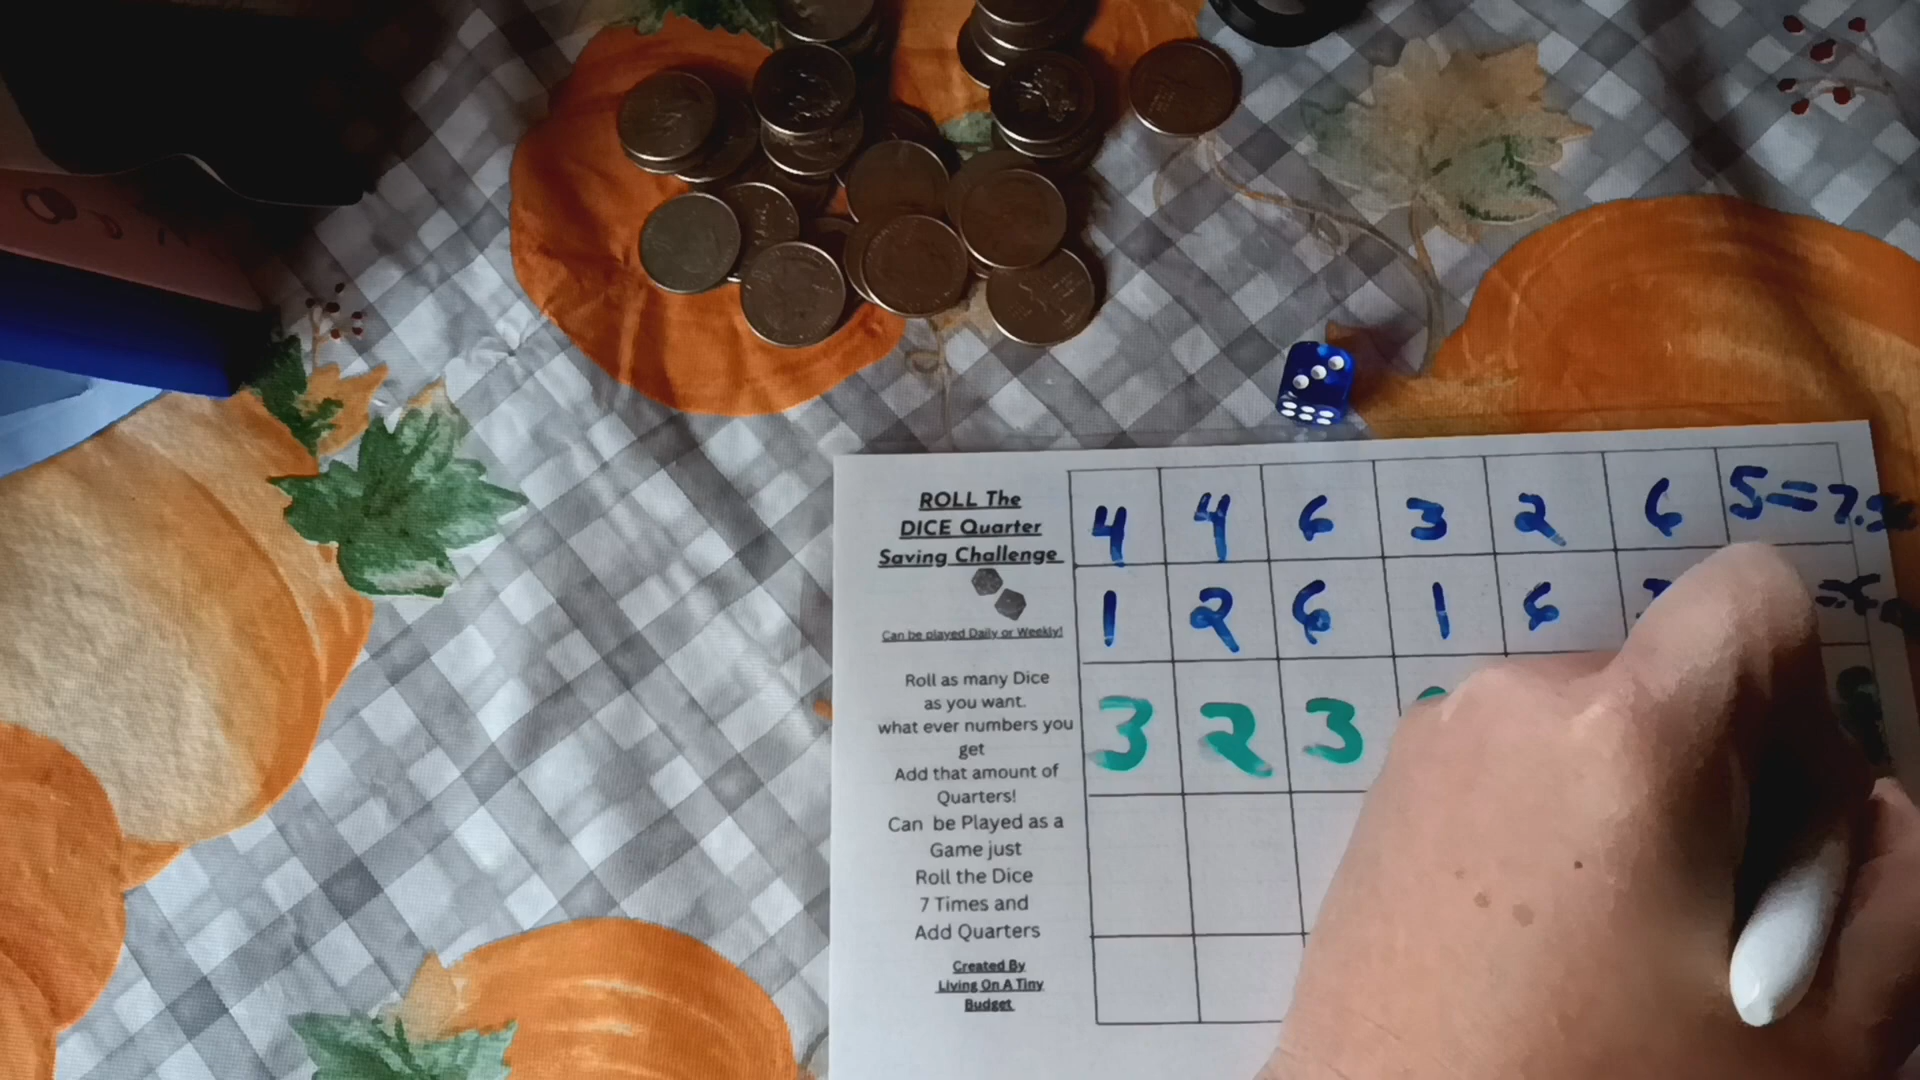 ROLL The
DICE Quarter
Saving Challenge
Can be played Daily or Weekly!
Roll as many Dice
as you want.
what ever numbers you
get
Add that amount of
Quarters!
Can be Played as a
Game just
Roll the Dice
7 Times and
Add Quarters
Created By
Living On A Tiny
Budget
4 4 6 3 2 6 5=7.50
1 2 6 1 6
3 2 3